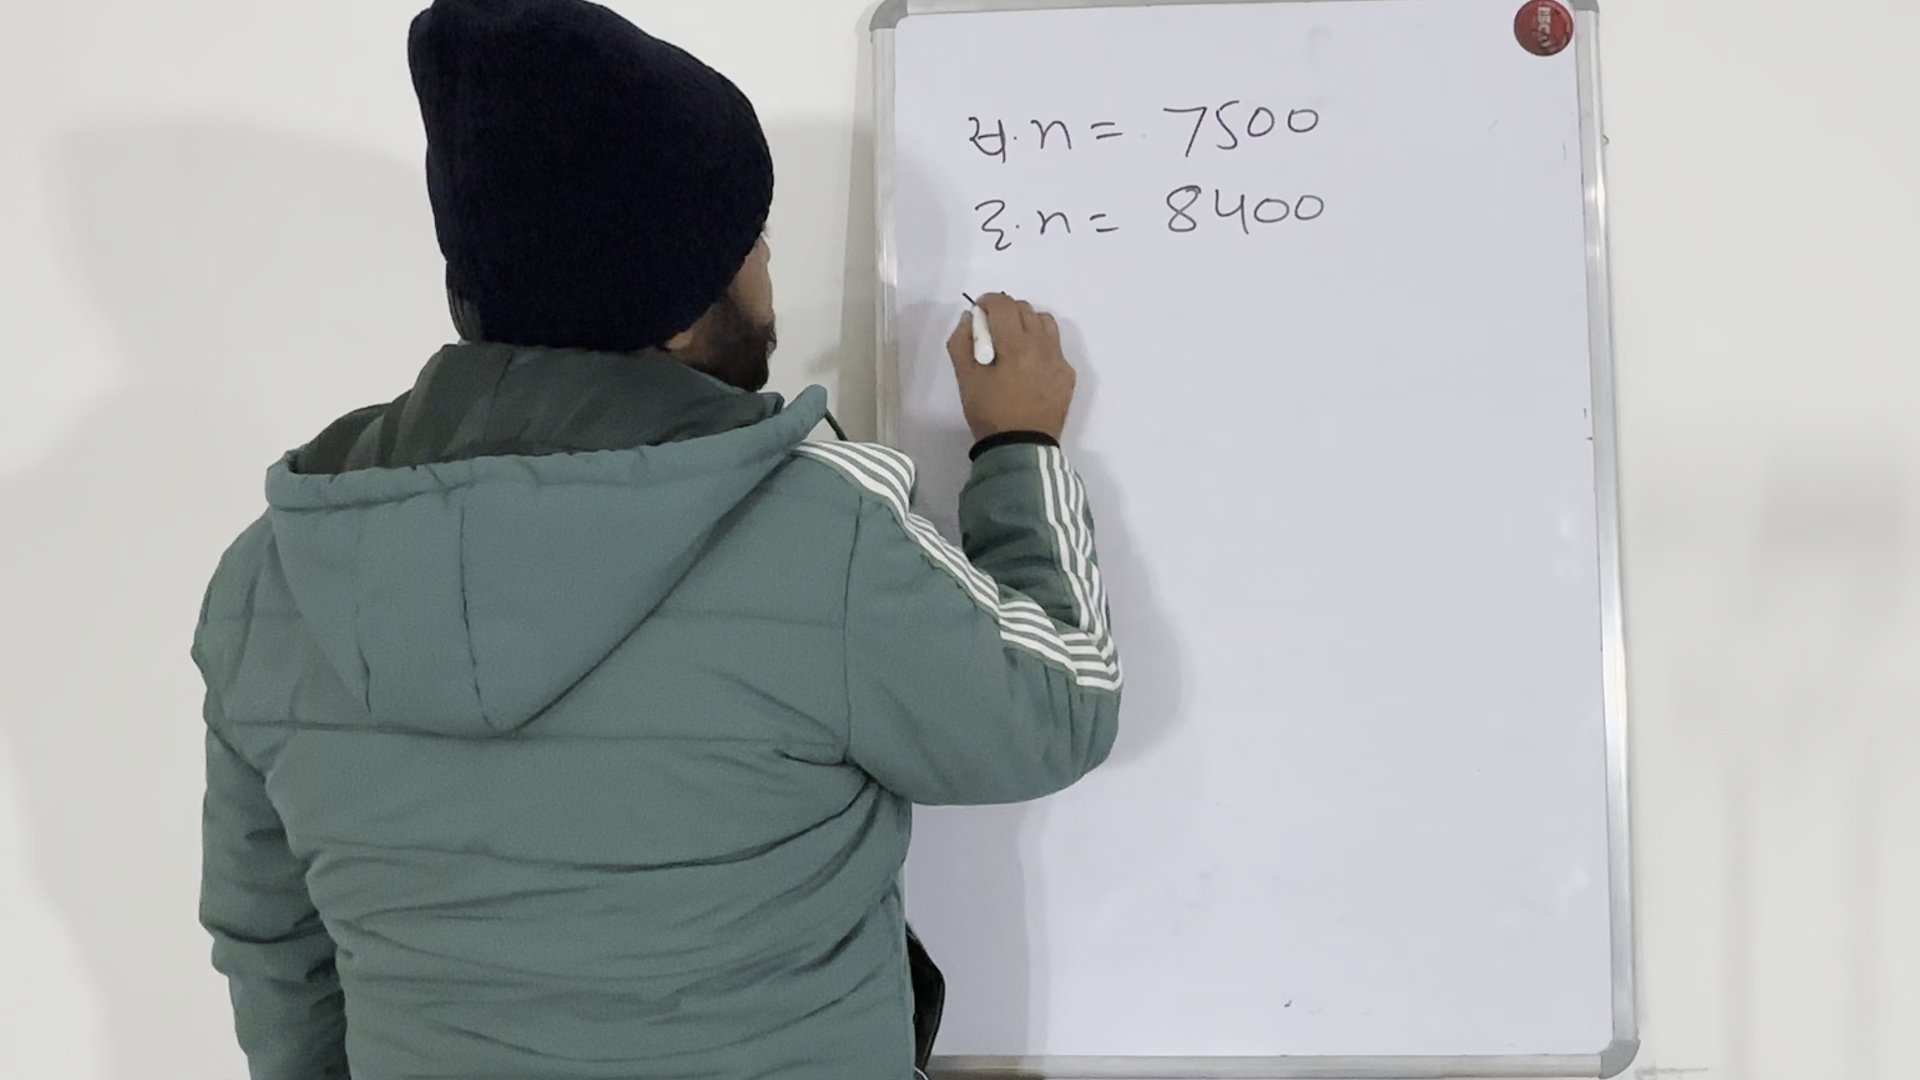 ध.n = 7500
ह.n = 8400